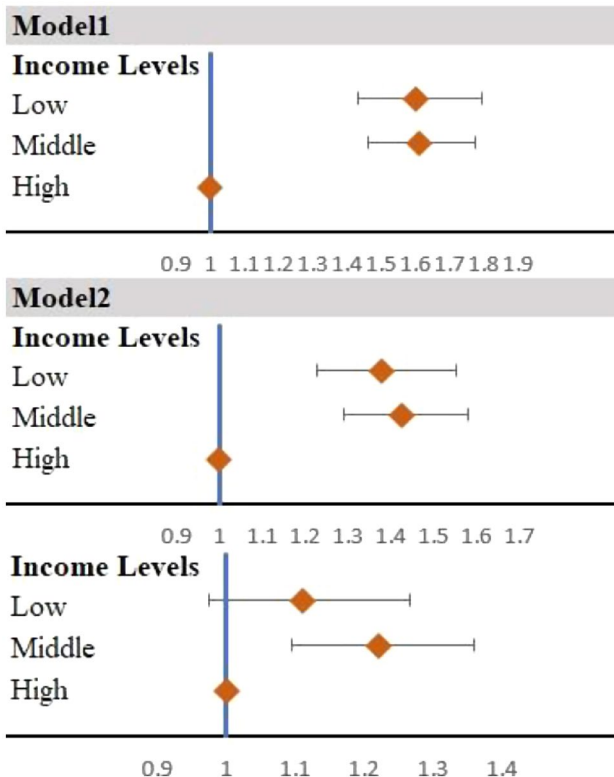 Model1
Income Levels
Low
Middle
High
0.9 1 1.1 1.2 1.3 1.4 1.5 1.6 1.7 1.8 1.9
Model2
Income Levels
Low
Middle
High
0.9 1 1.1 1.2 1.3 1.4 1.5 1.6 1.7
Income Levels
Low
Middle
High
0.9 1 1.1 1.2 1.3 1.4